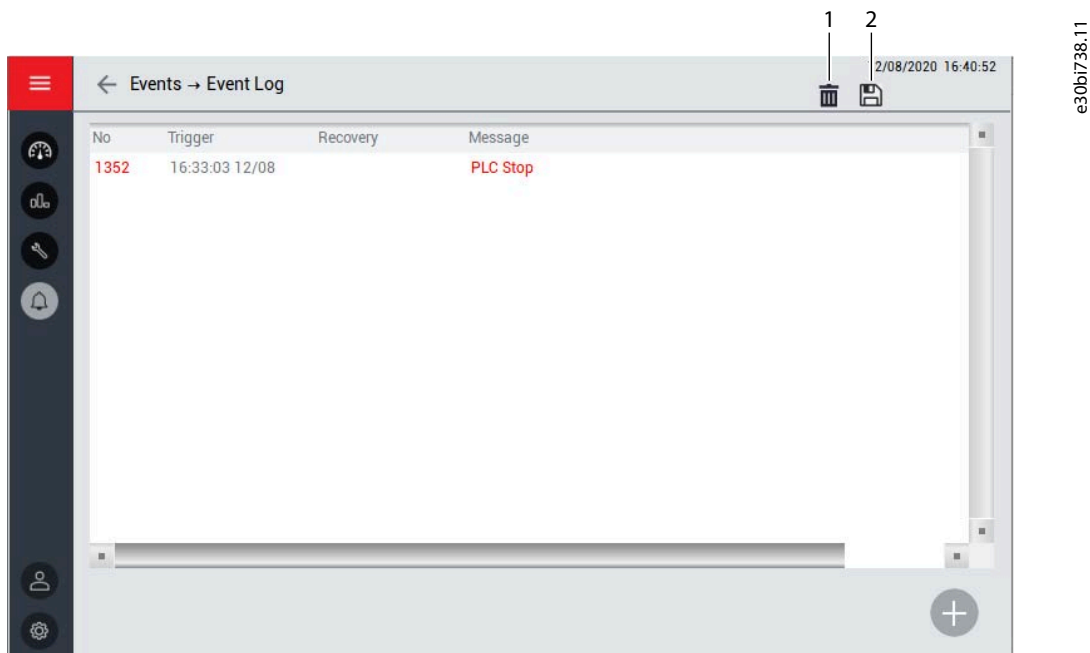 1 2
e30bi738.11
2/08/2020 16:40:52
Events → Event Log
No Trigger Recovery Message
1352 16:33:03 12/08 PLC Stop